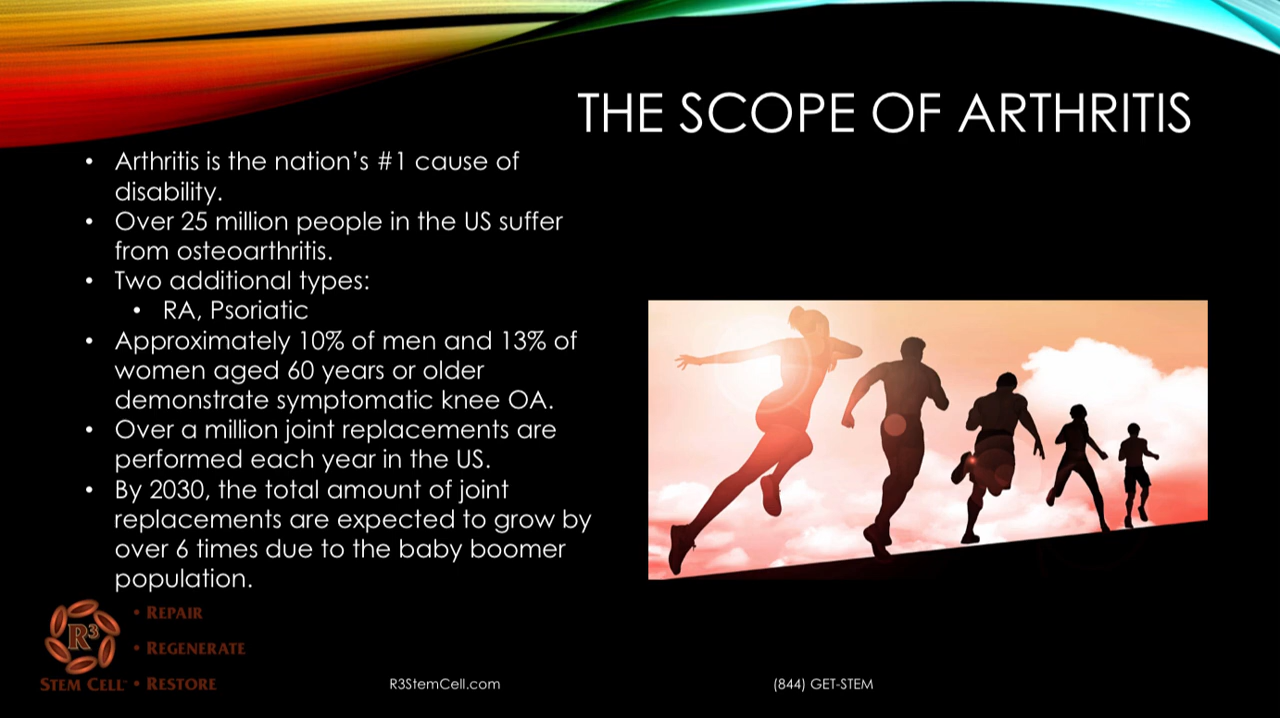 THE SCOPE OF ARTHRITIS
• Arthritis is the nation’s #1 cause of
disability.
• Over 25 million people in the US suffer
from osteoarthritis.
• Two additional types:
• RA, Psoriatic
• Approximately 10% of men and 13% of
women aged 60 years or older
demonstrate symptomatic knee OA.
• Over a million joint replacements are
performed each year in the US.
• By 2030, the total amount of joint
replacements are expected to grow by
over 6 times due to the baby boomer
population.
R³
STEM CELL
• REPAIR
• REGENERATE
• RESTORE
R3StemCell.com
(844) GET-STEM